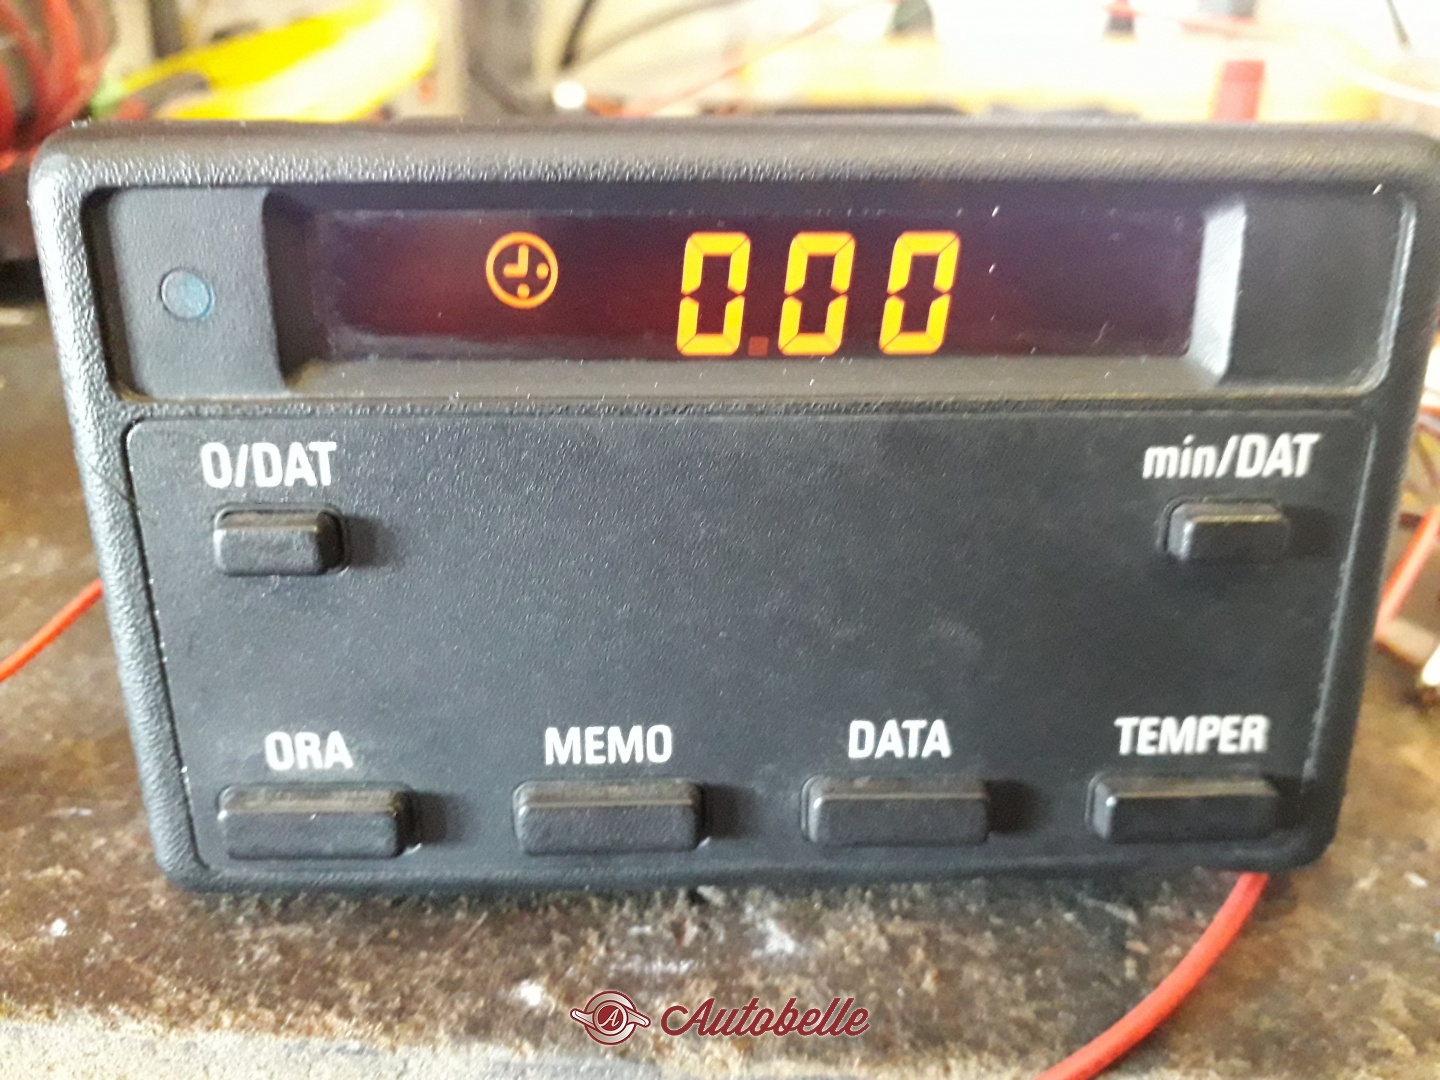 0.00
O/DAT
min/DAT
ORA
MEMO
DATA
TEMPER
A Autobelle